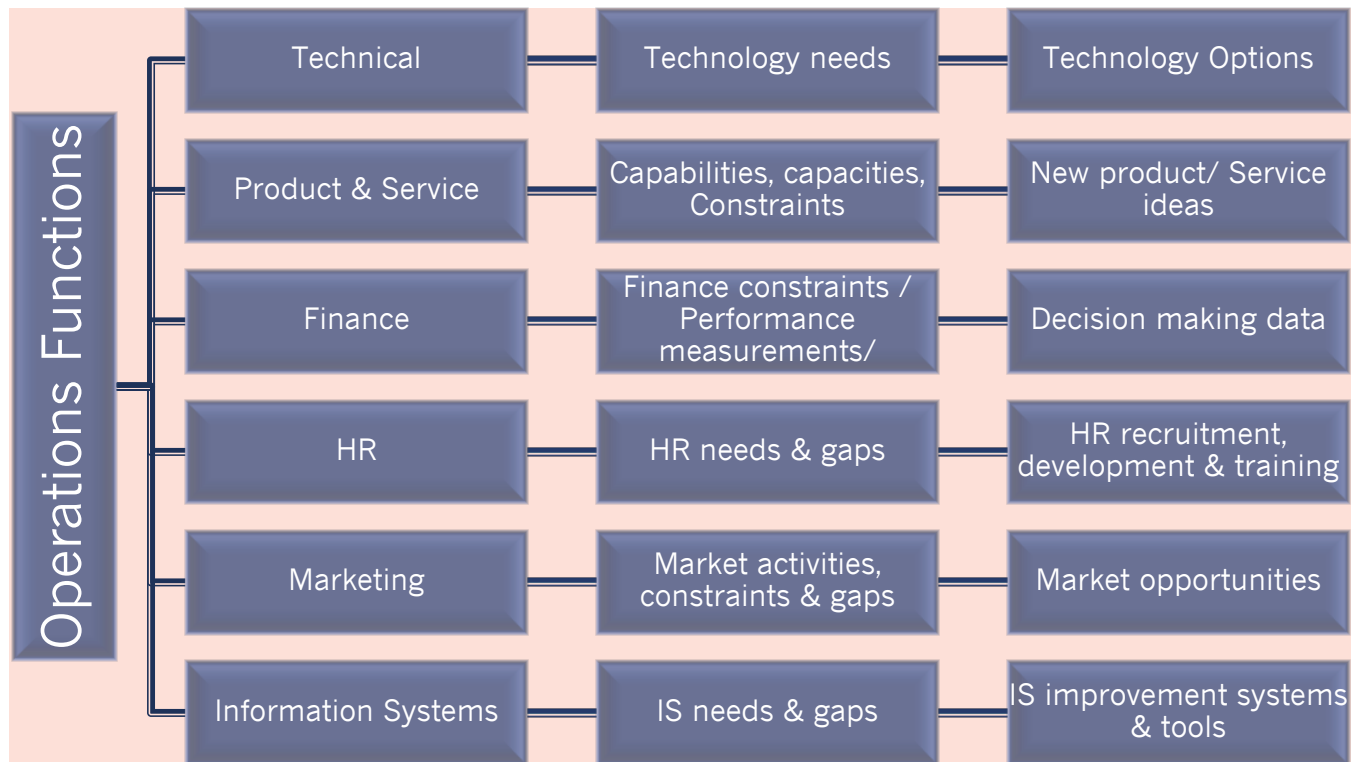 Operations Functions
Technical
Technology needs
Technology Options
Product & Service
Capabilities, capacities,
Constraints
New product/ Service
ideas
Finance
Finance constraints /
Performance
measurements/
Decision making data
HR
HR needs & gaps
HR recruitment,
development & training
Marketing
Market activities,
constraints & gaps
Market opportunities
Information Systems
IS needs & gaps
IS improvement systems
& tools